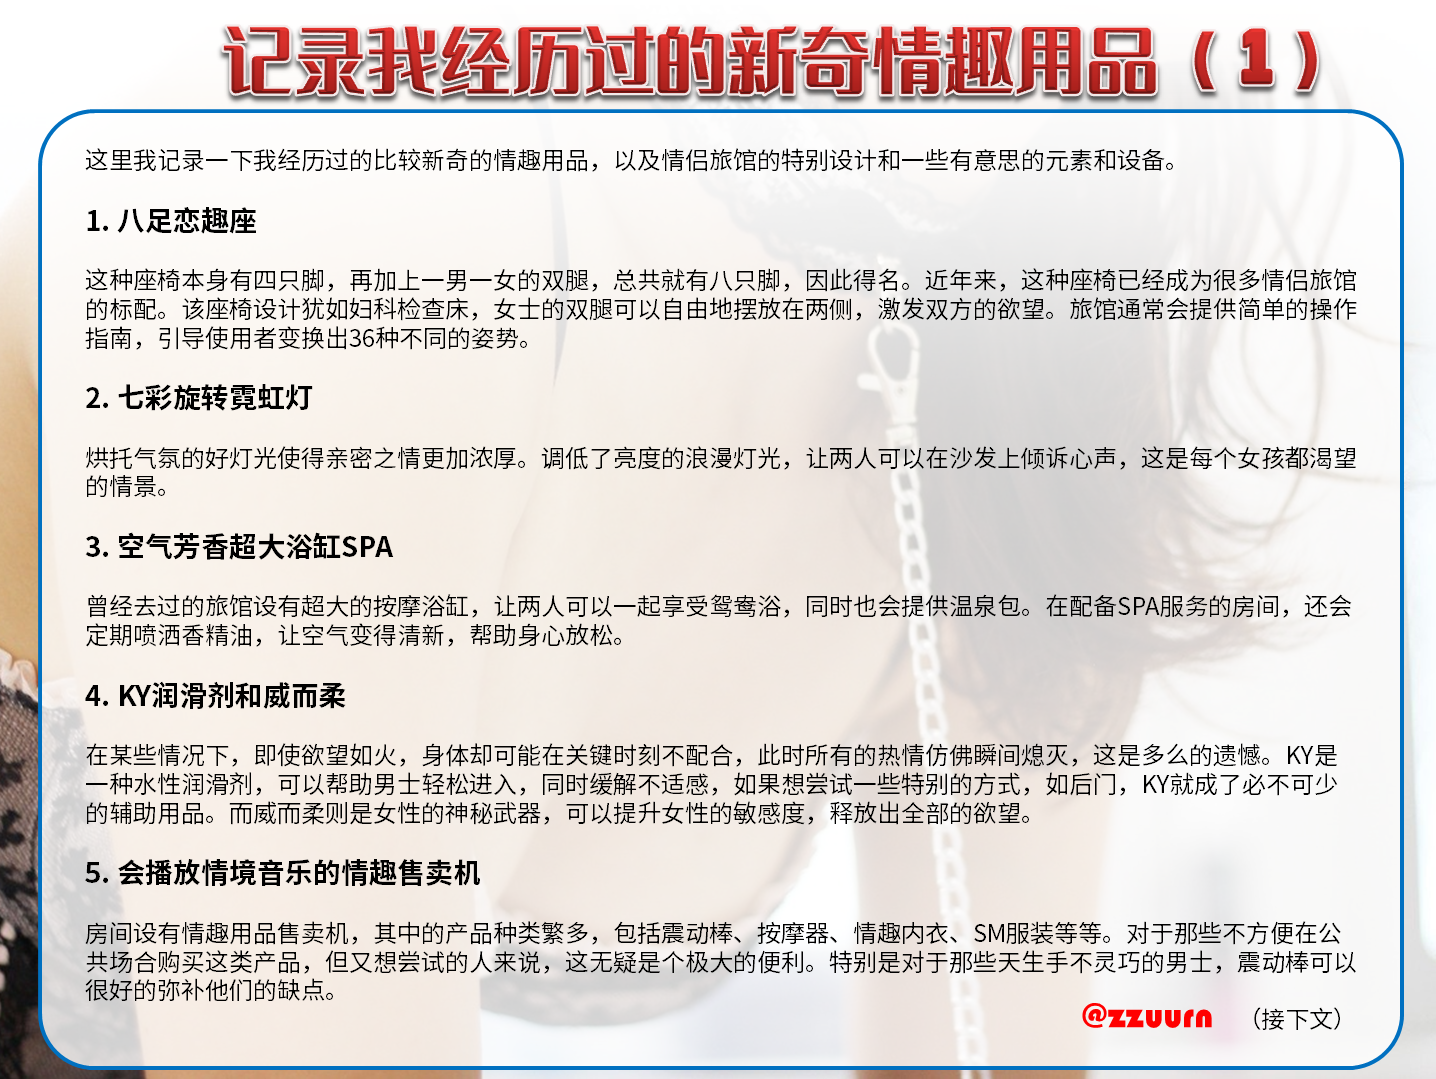 记录我经历过的新奇情趣用品（1）
这里我记录一下我经历过的比较新奇的情趣用品，以及情侣旅馆的特别设计和一些有意思的元素和设备。
1. 八足恋趣座
这种座椅本身有四只脚，再加上一男一女的双腿，总共就有八只脚，因此得名。近年来，这种座椅已经成为很多情侣旅馆
的标配。该座椅设计犹如妇科检查床，女士的双腿可以自由地摆放在两侧，激发双方的欲望。旅馆通常会提供简单的操作
指南，引导使用者变换出36种不同的姿势。
2. 七彩旋转霓虹灯
烘托气氛的好灯光使得亲密之情更加浓厚。调低了亮度的浪漫灯光，让两人可以在沙发上倾诉心声，这是每个女孩都渴望
的情景。
3. 空气芳香超大浴缸SPA
曾经去过的旅馆设有超大的按摩浴缸，让两人可以一起享受鸳鸯浴，同时也会提供温泉包。在配备SPA服务的房间，还会
定期喷洒香精油，让空气变得清新，帮助身心放松。
4. KY润滑剂和威而柔
在某些情况下，即使欲望如火，身体却可能在关键时刻不配合，此时所有的热情仿佛瞬间熄灭，这是多么的遗憾。KY是
一种水性润滑剂，可以帮助男士轻松进入，同时缓解不适感，如果想尝试一些特别的方式，如后门，KY就成了必不可少
的辅助用品。而威而柔则是女性的神秘武器，可以提升女性的敏感度，释放出全部的欲望。
5. 会播放情境音乐的情趣售卖机
房间设有情趣用品售卖机，其中的产品种类繁多，包括震动棒、按摩器、情趣内衣、SM服装等等。对于那些不方便在公
共场合购买这类产品，但又想尝试的人来说，这无疑是个极大的便利。特别是对于那些天生手不灵巧的男士，震动棒可以
很好的弥补他们的缺点。
@zzuurn （接下文）